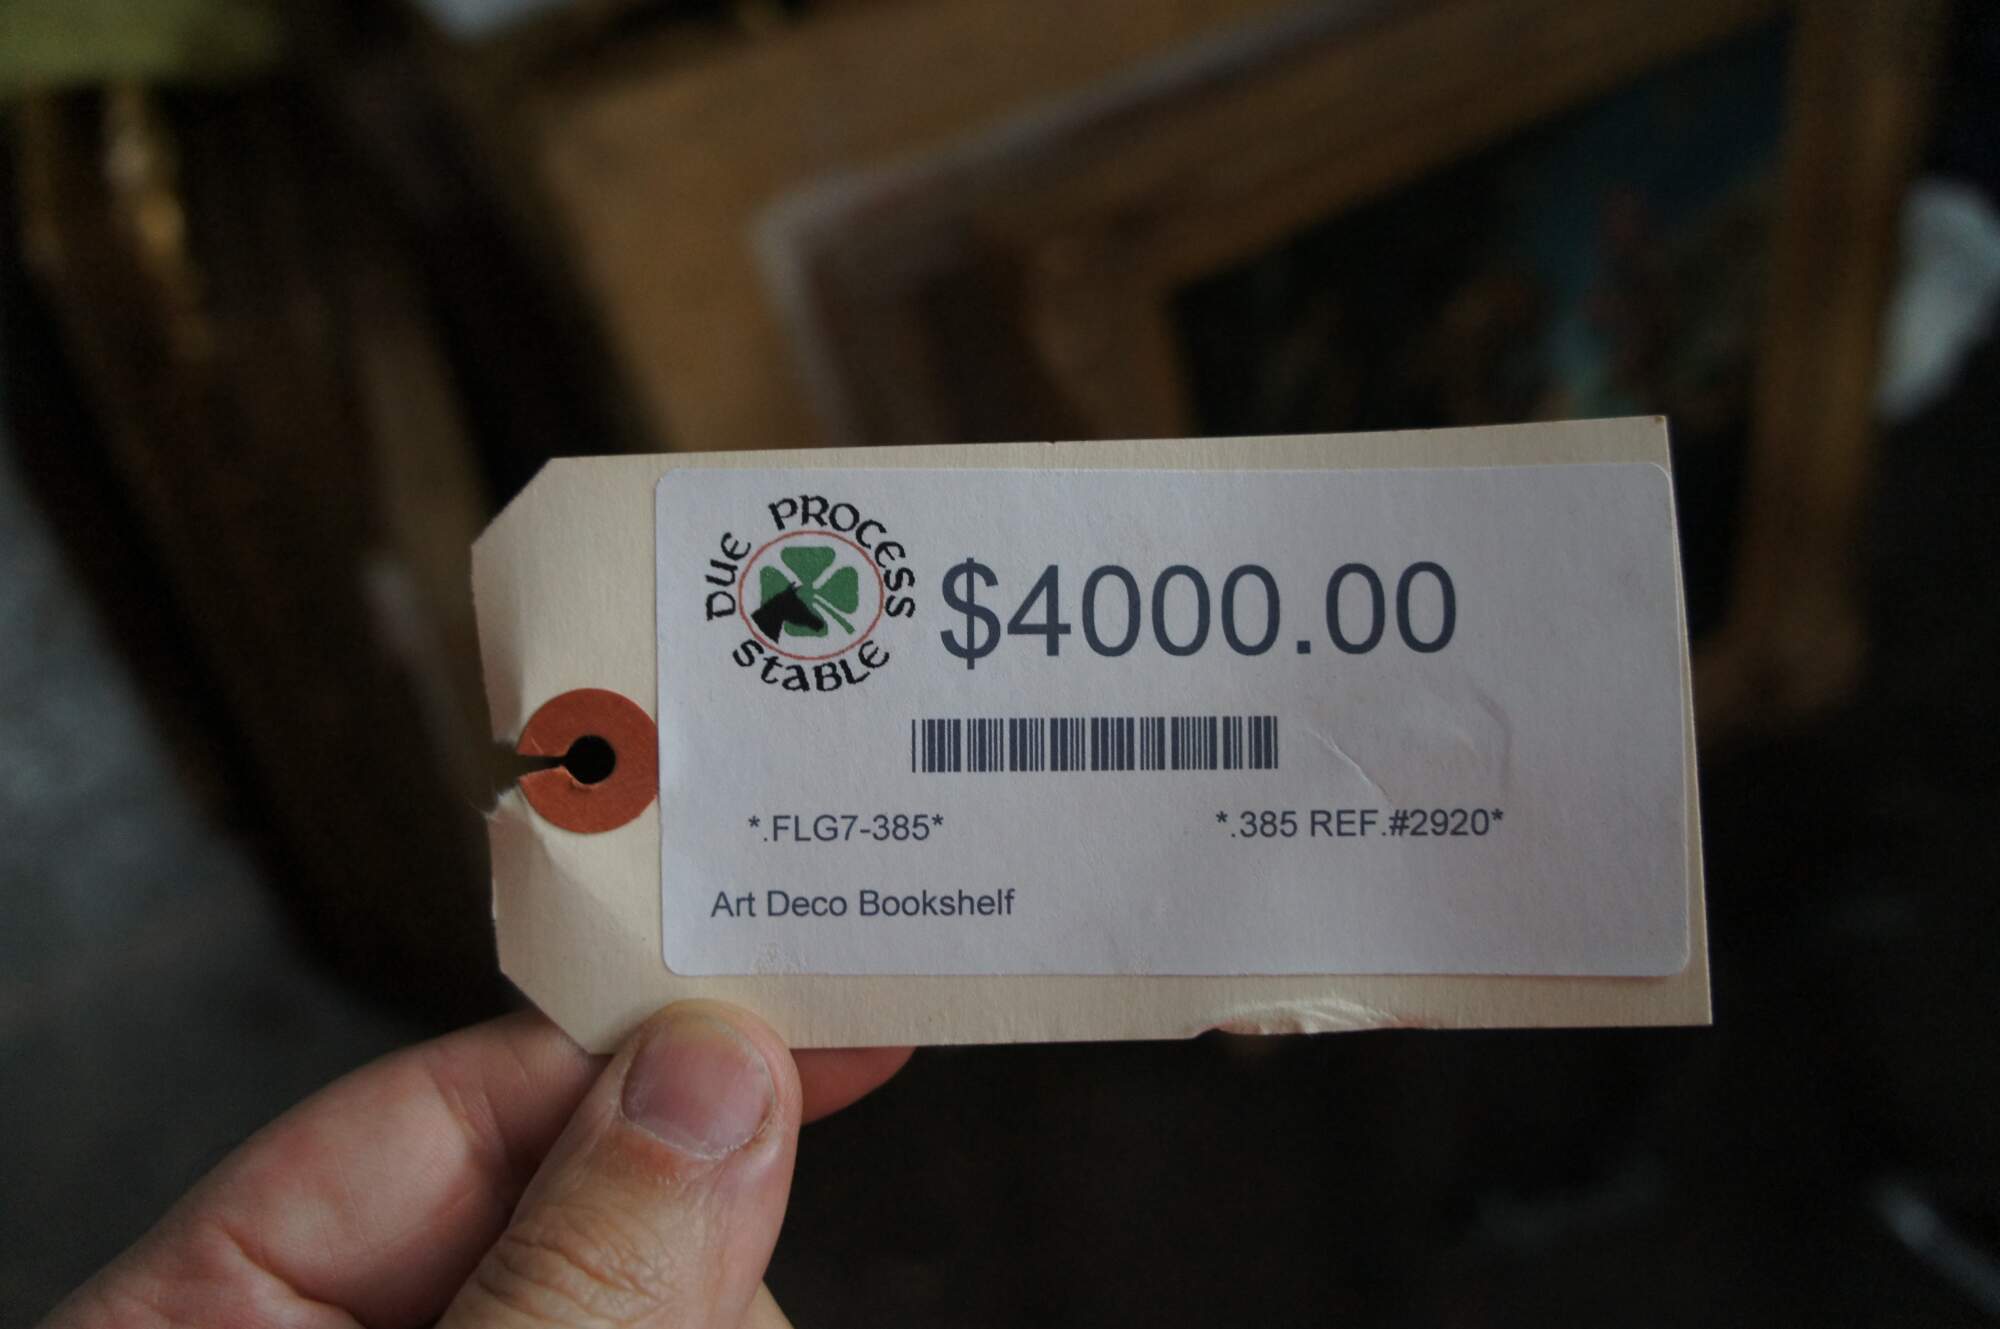 DUE PROCESS
StABLE
$4000.00
*.FLG7-385* *.385 REF.#2920*
Art Deco Bookshelf